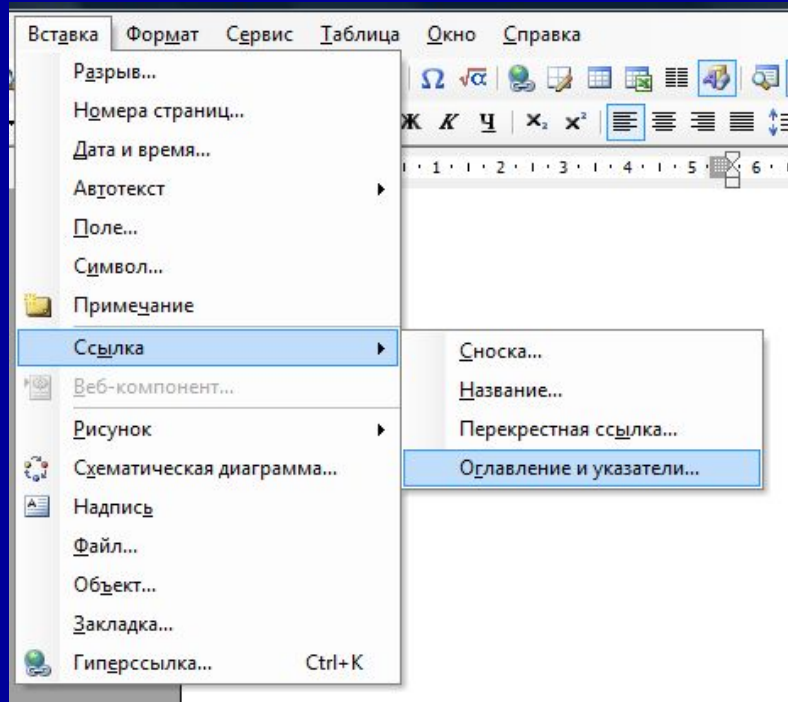 Вставка Формат Сервис Таблица Окно Справка
Разрыв...
Номера страниц...
Ж К Ч
Дата и время...
1 2 3 4 5 6
Автотекст
Поле...
Символ...
Примечание
Ссылка
Сноска...
Веб-компонент...
Название...
Рисунок
Перекрестная ссылка...
Схематическая диаграмма...
Оглавление и указатели...
Надпись
Файл...
Объект...
Закладка...
Гиперссылка... Ctrl+K